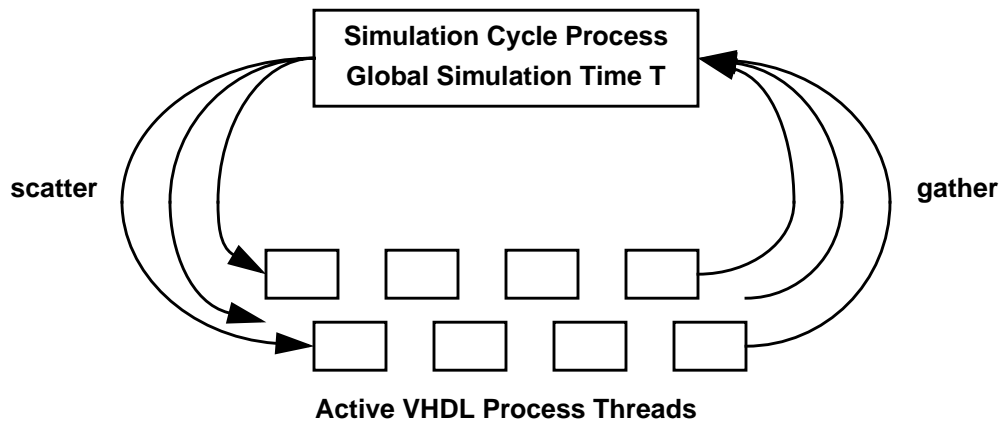 Simulation Cycle Process
Global Simulation Time T
scatter
gather
Active VHDL Process Threads